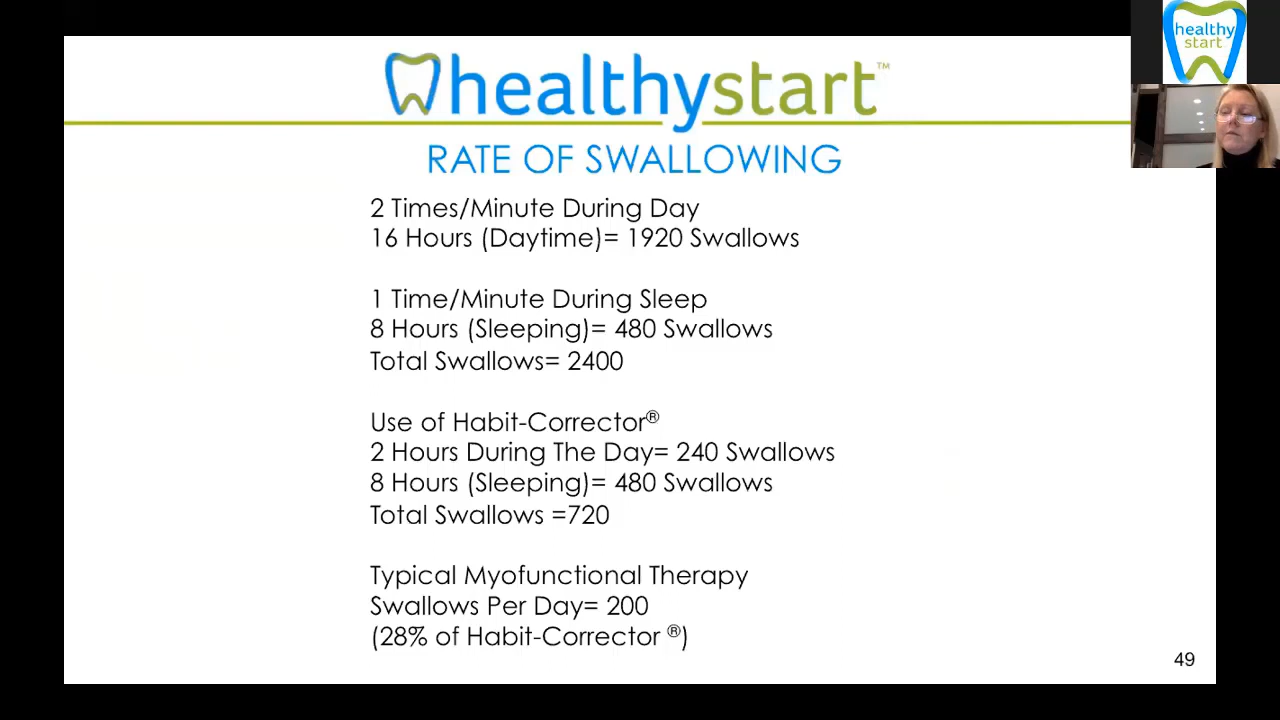 healthystart™
healthy
start
RATE OF SWALLOWING
2 Times/Minute During Day
16 Hours (Daytime)= 1920 Swallows
1 Time/Minute During Sleep
8 Hours (Sleeping)= 480 Swallows
Total Swallows= 2400
Use of Habit-Corrector®
2 Hours During The Day= 240 Swallows
8 Hours (Sleeping)= 480 Swallows
Total Swallows =720
Typical Myofunctional Therapy
Swallows Per Day= 200
(28% of Habit-Corrector ®)
49